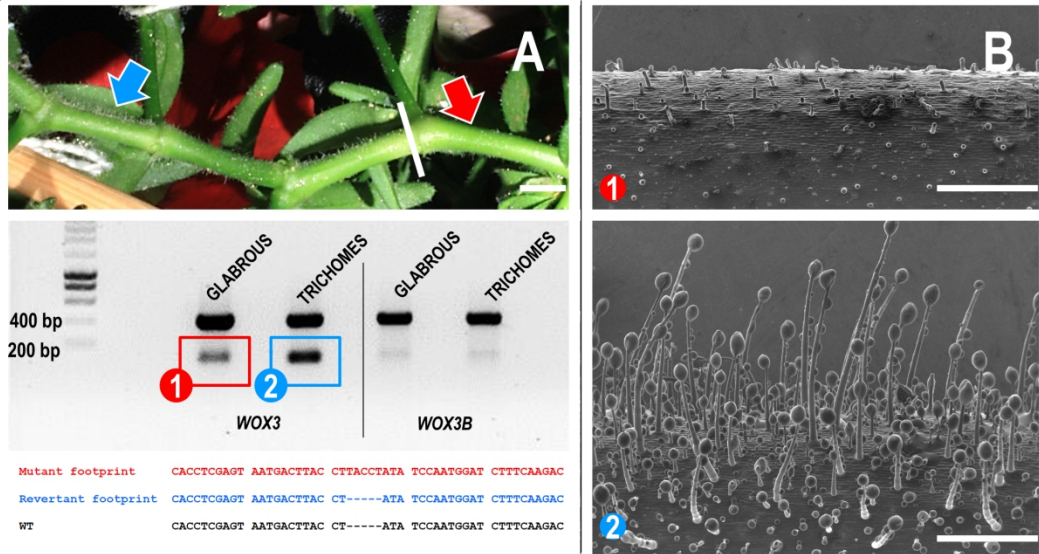 A
B
1
GLABROUS
TRICHOMES
GLABROUS
TRICHOMES
400 bp
200 bp
1
2
WOX3
WOX3B
Mutant footprint CACCTCGAGT AATGACTTAC CTTACCTATA TCCAATGGAT CTTTCAAGAC
Revertant footprint CACCTCGAGT AATGACTTAC CT-----ATA TCCAATGGAT CTTTCAAGAC
WT CACCTCGAGT AATGACTTAC CT-----ATA TCCAATGGAT CTTTCAAGAC
2